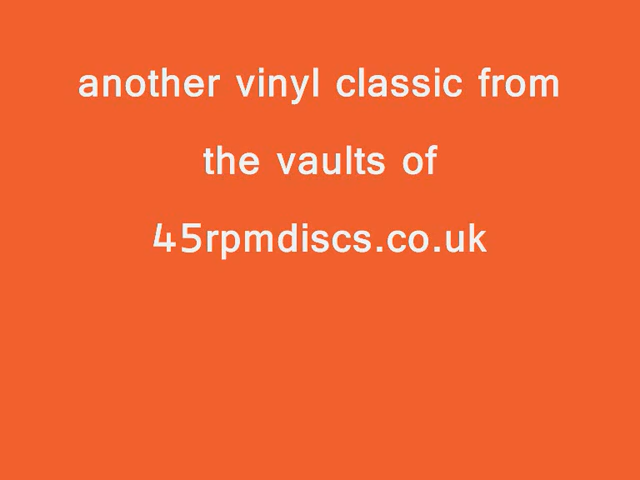 another vinyl classic from
the vaults of
45rpmdiscs.co.uk